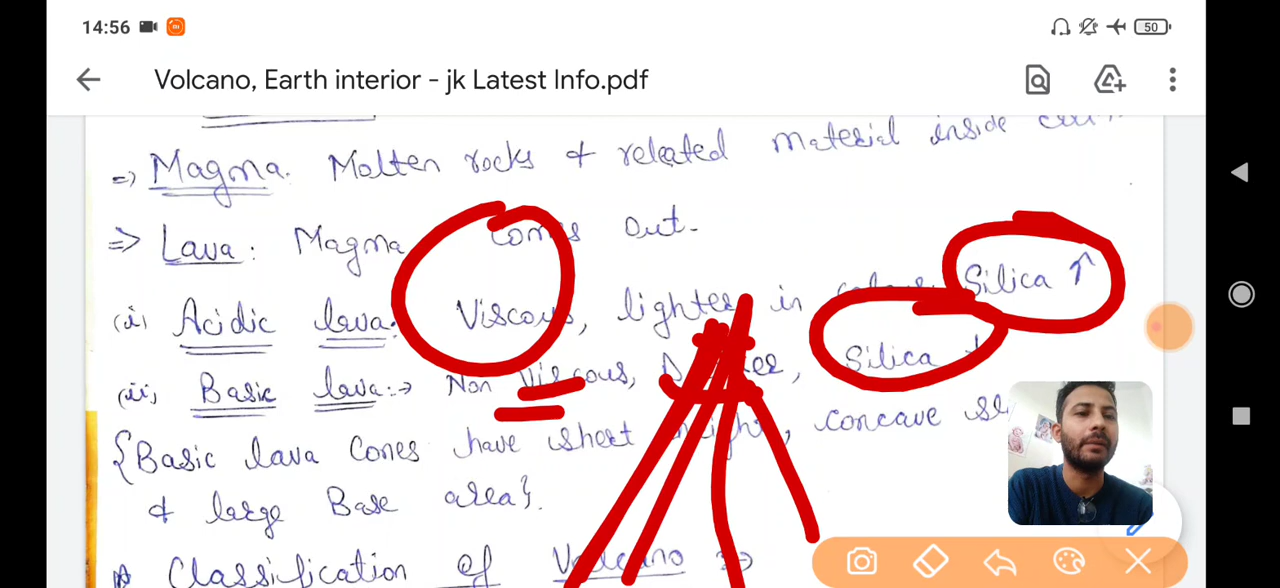 14:56
50
Volcano, Earth interior - jk Latest Info.pdf
=> Magma. Molten rocks & related material inside
=> Lava: Magma comes out.
(i) Acidic lava: Viscous, lighter in Silica ↑
(ii) Basic lava:→ Non Viscous, Silica
{Basic lava Cones have short height, concave
& large Base area}.
Classification of Volcano =>